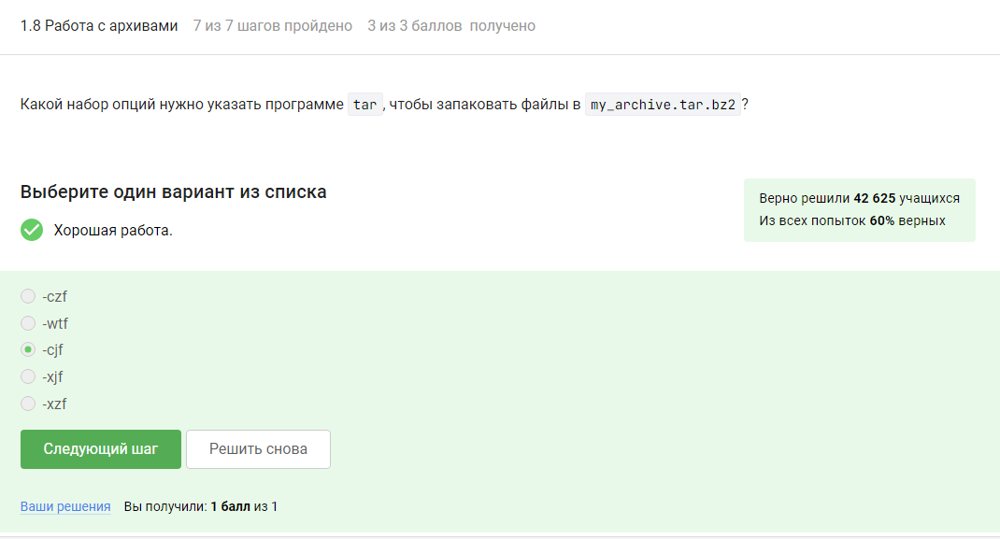 1.8 Работа с архивами 7 из 7 шагов пройдено 3 из 3 баллов получено
Какой набор опций нужно указать программе tar, чтобы запаковать файлы в my_archive.tar.bz2?
Выберите один вариант из списка
Хорошая работа.
Верно решили 42 625 учащихся
Из всех попыток 60% верных
-czf
-wtf
-cjf
-xjf
-xzf
Следующий шаг Решить снова
Ваши решения Вы получили: 1 балл из 1